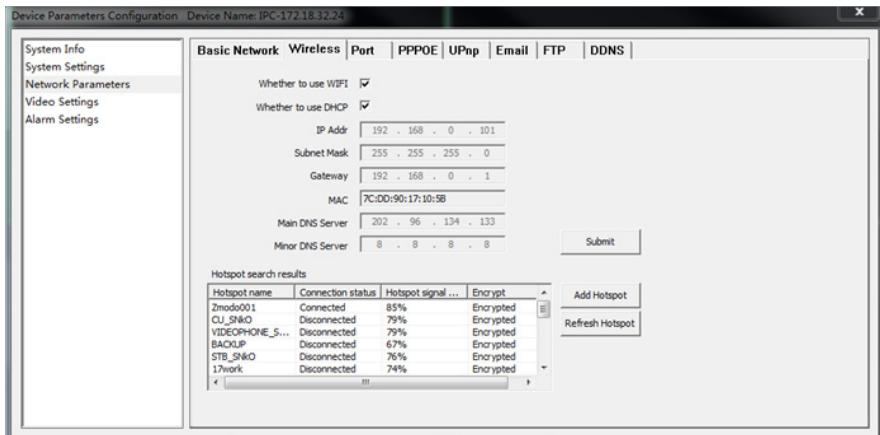 Device Parameters Configuration Device Name: IPC-172.18.32.24
x
System Info
System Settings
Network Parameters
Video Settings
Alarm Settings
Basic Network Wireless Port PPPOE UPnp Email FTP DDNS
Whether to use WIFI
Whether to use DHCP
IP Addr 192 . 168 . 0 . 101
Subnet Mask 255 . 255 . 255 . 0
Gateway 192 . 168 . 0 . 1
MAC 7C:DD:90:17:10:5B
Main DNS Server 202 . 96 . 134 . 133
Minor DNS Server 8 . 8 . 8 . 8
Submit
Hotspot search results
Hotspot name Connection status Hotspot signal ... Encrypt
Zmodo001 Connected 85% Encrypted
CU_SNkO Disconnected 79% Encrypted
VIDEOPHONE_S... Disconnected 79% Encrypted
BACKUP Disconnected 67% Encrypted
STB_SNkO Disconnected 76% Encrypted
17work Disconnected 74% Encrypted
Add Hotspot
Refresh Hotspot